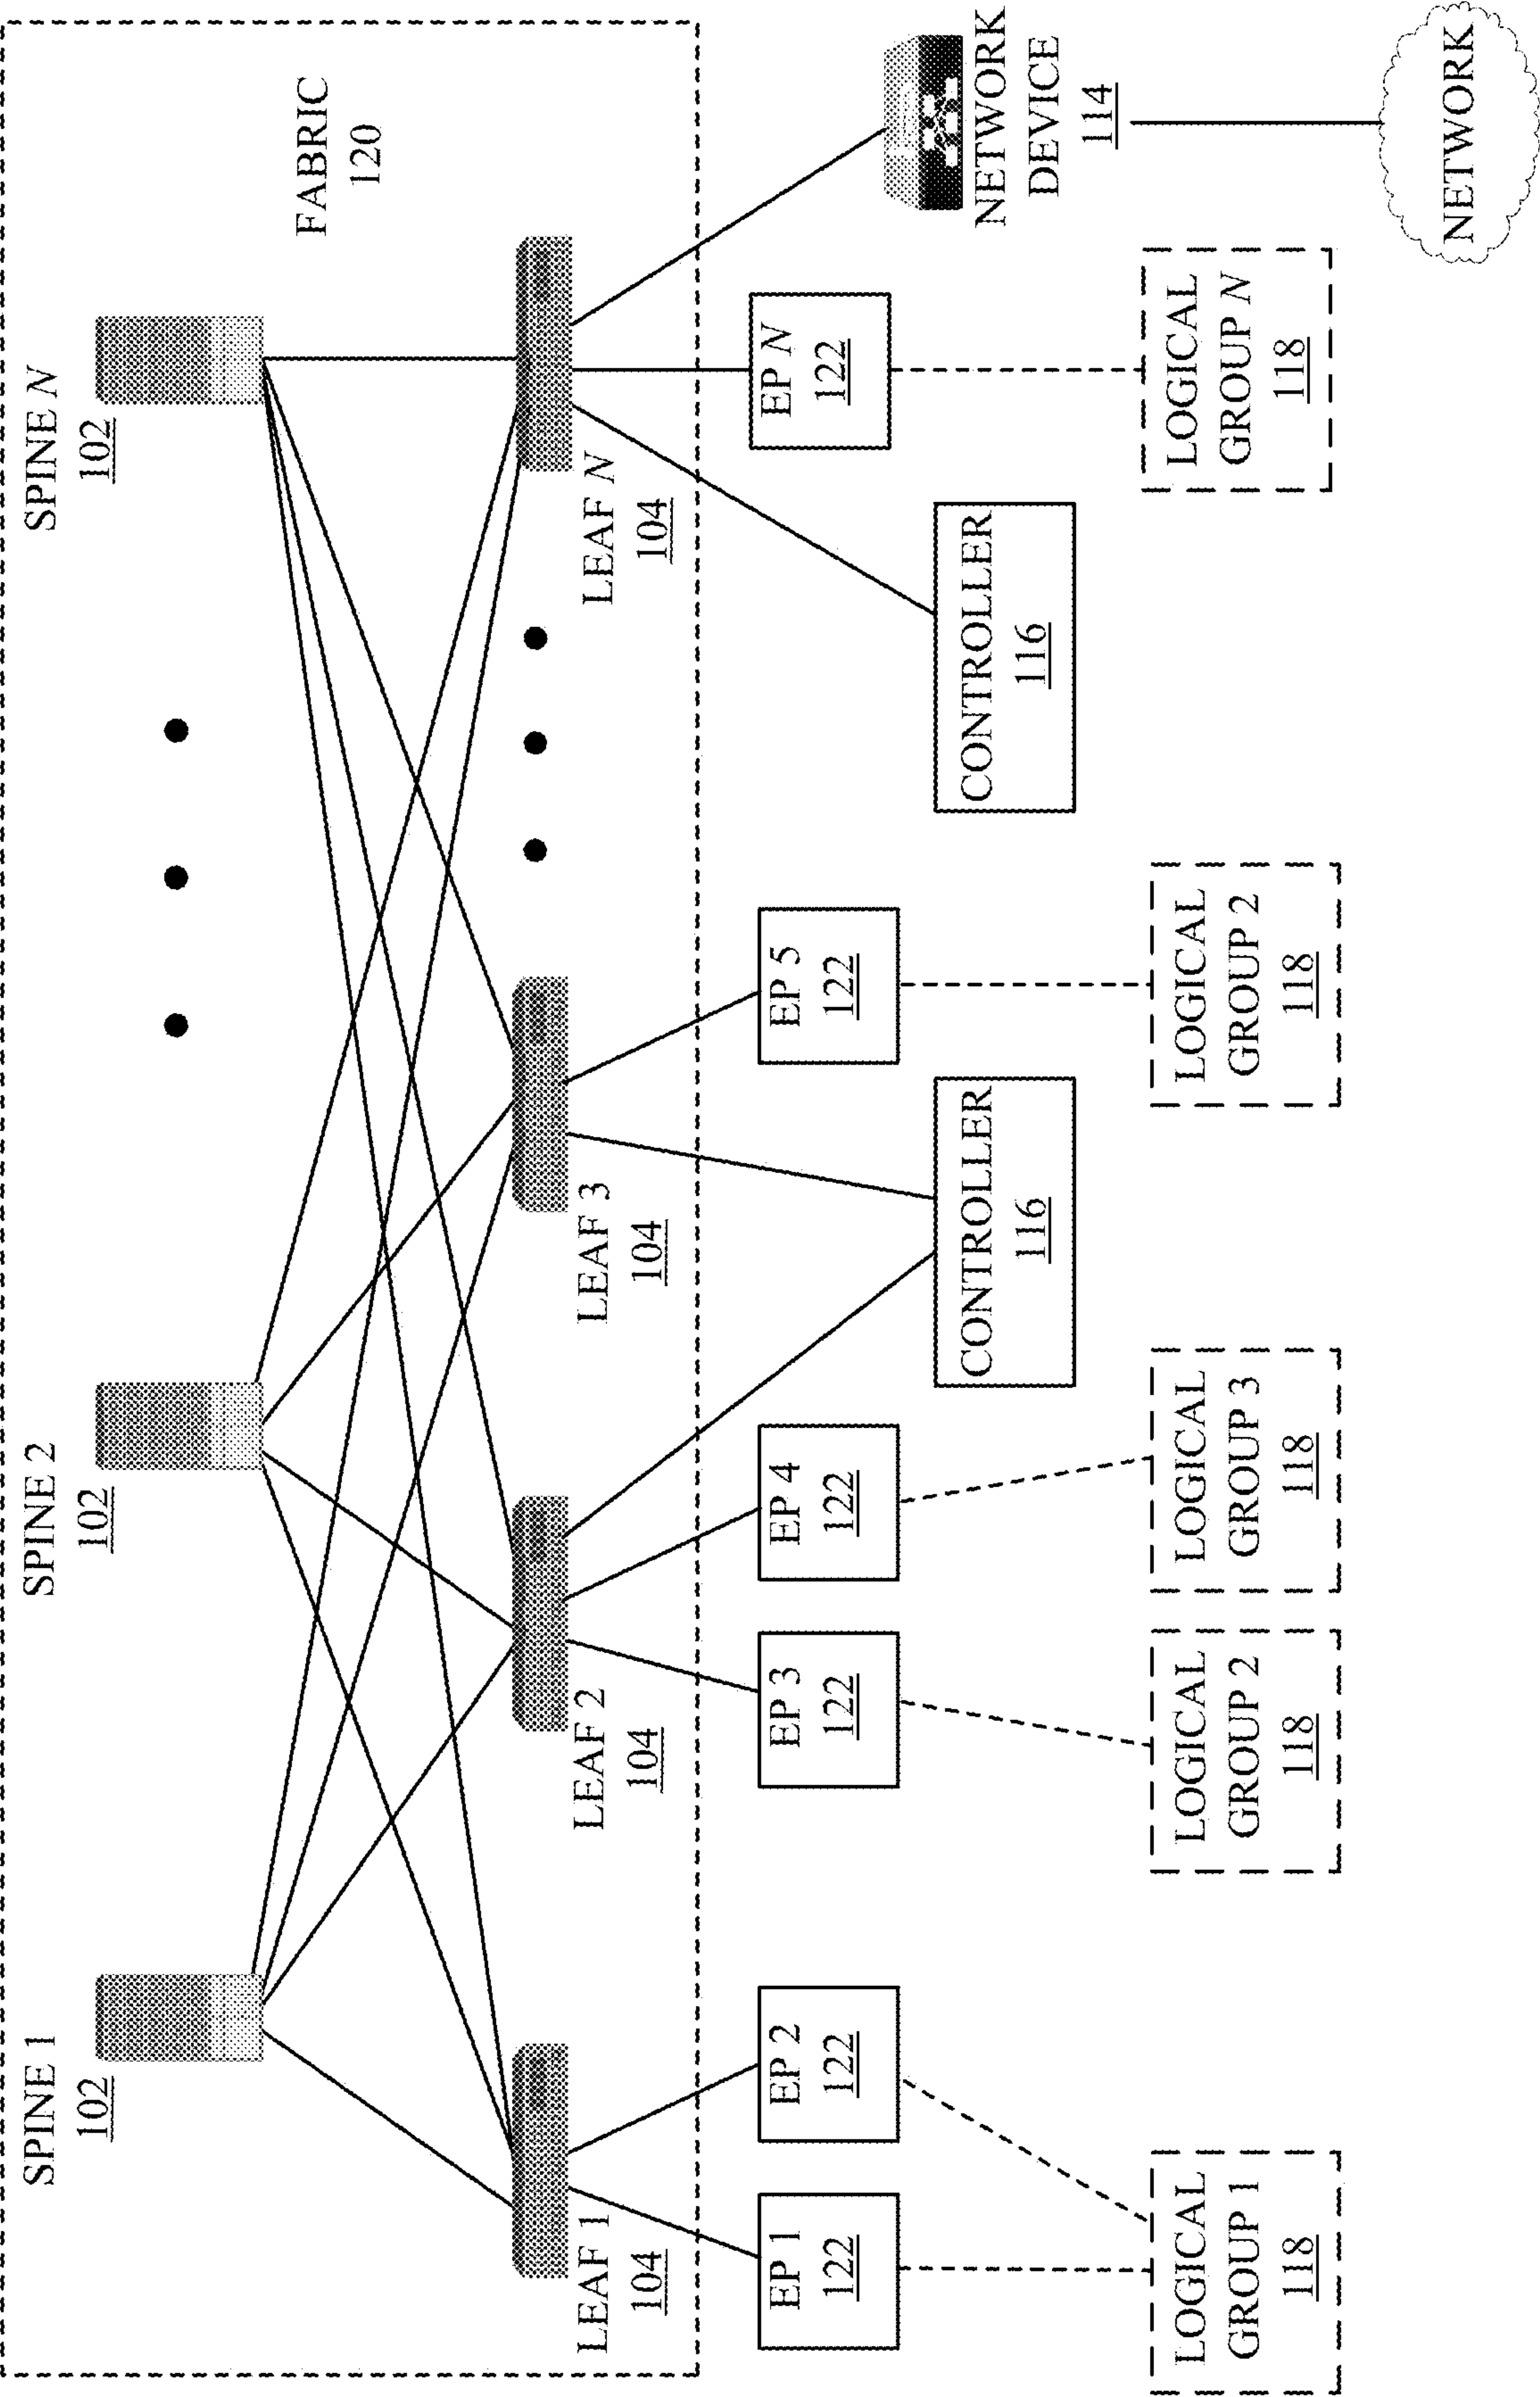 SPINE 1
102
SPINE 2
102
SPINE N
102
FABRIC
120
LEAF 1
104
LEAF 2
104
LEAF 3
104
LEAF N
104
EP 1
122
EP 2
122
EP 3
122
EP 4
122
EP 5
122
EP N
122
NETWORK
DEVICE
114
CONTROLLER
116
CONTROLLER
116
LOGICAL
GROUP 1
118
LOGICAL
GROUP 2
118
LOGICAL
GROUP 3
118
LOGICAL
GROUP 2
118
LOGICAL
GROUP N
118
NETWORK